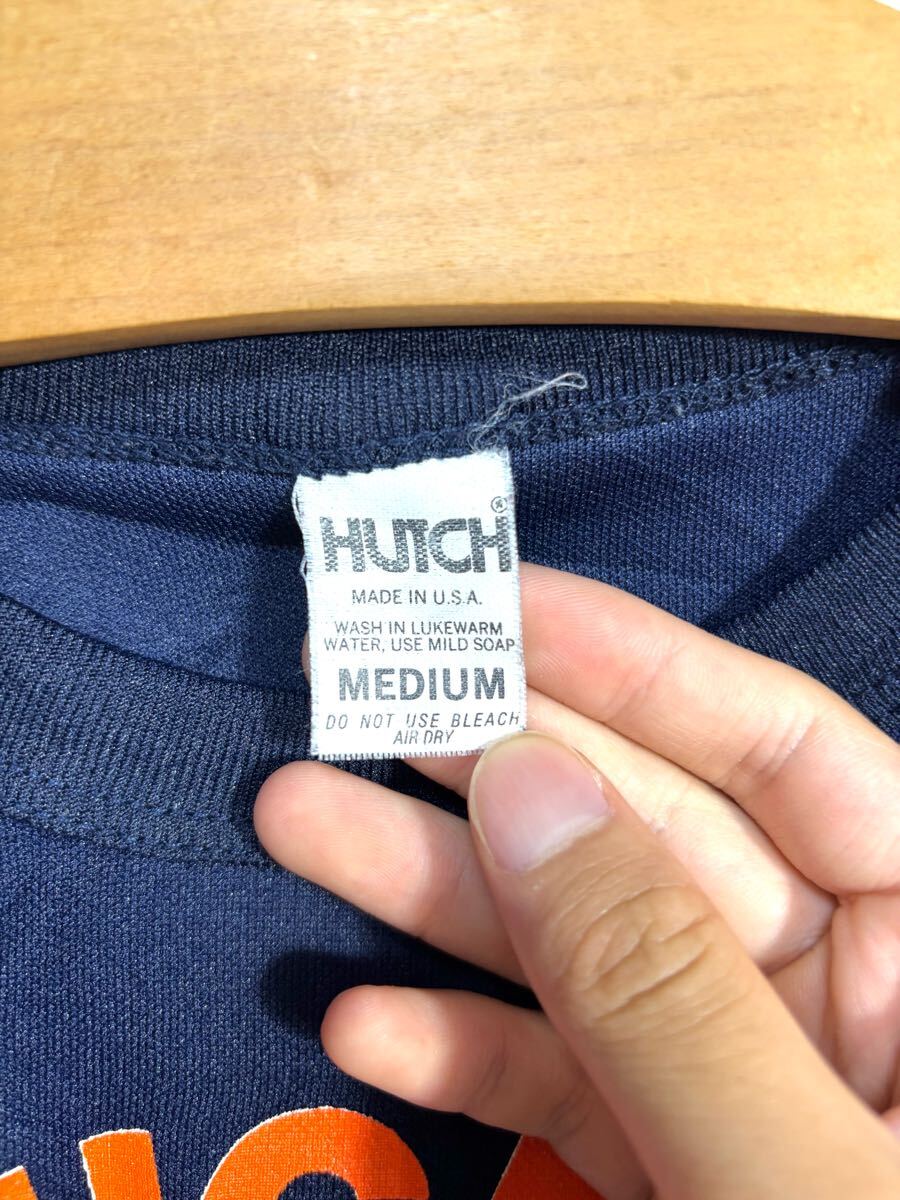 HUTCH®
MADE IN U.S.A.
WASH IN LUKEWARM
WATER, USE MILD SOAP
MEDIUM
DO NOT USE BLEACH
AIR DRY